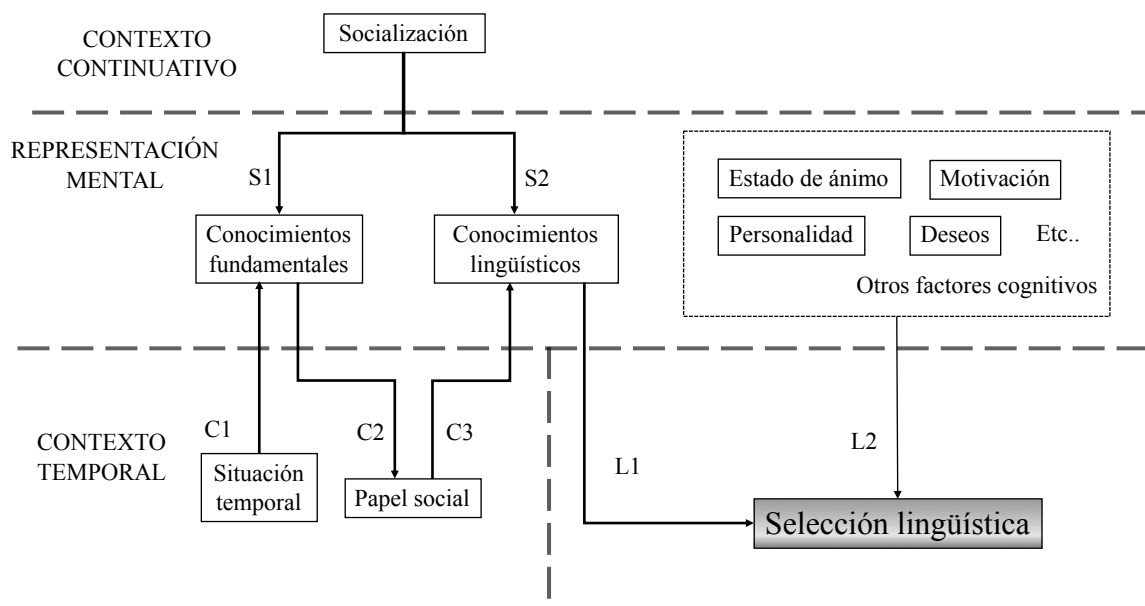 CONTEXTO
CONTINUATIVO
Socialización
REPRESENTACIÓN
MENTAL
S1
S2
Conocimientos
fundamentales
Conocimientos
lingüísticos
Estado de ánimo
Motivación
Personalidad
Deseos
Etc..
Otros factores cognitivos
CONTEXTO
TEMPORAL
C1
C2
C3
L1
L2
Situación
temporal
Papel social
Selección lingüística